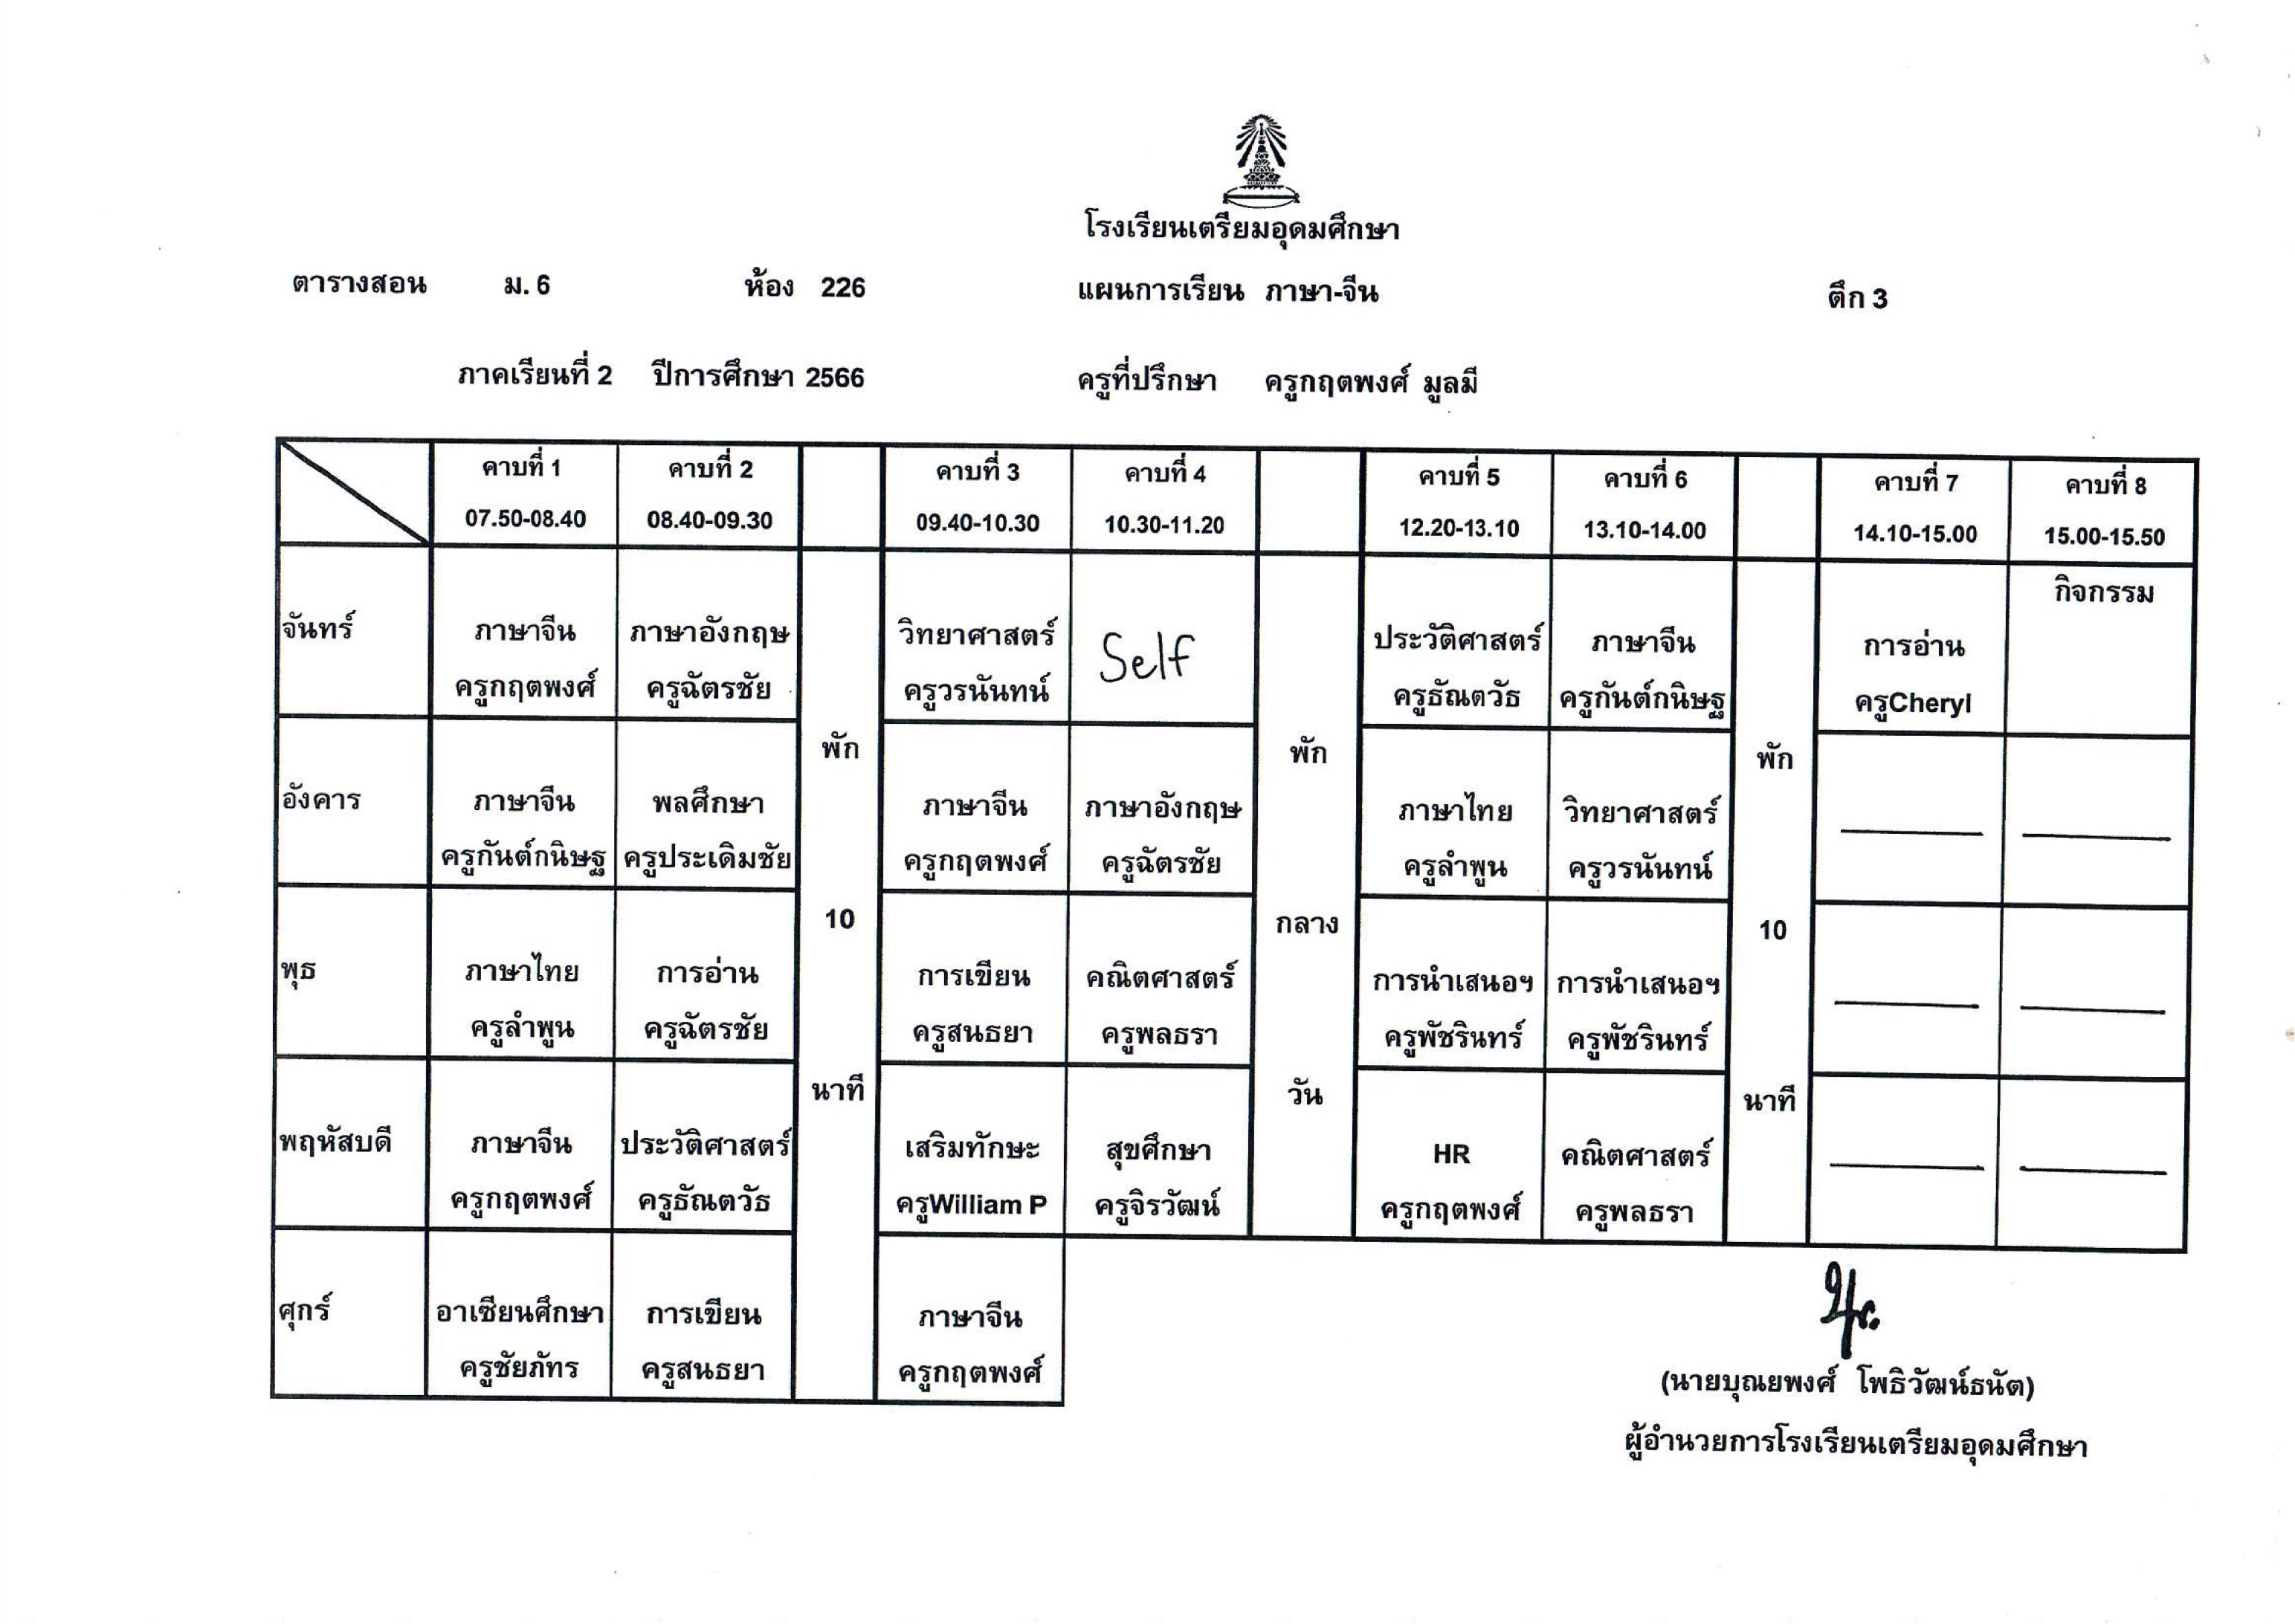 โรงเรียนเตรียมอุดมศึกษา
ตารางสอน ม. 6 ห้อง 226 แผนการเรียน ภาษา-จีน ตึก 3
ภาคเรียนที่ 2 ปีการศึกษา 2566 ครูที่ปรึกษา ครูกฤตพงศ์ มูลมี
คาบที่ 1 คาบที่ 2 คาบที่ 3 คาบที่ 4 คาบที่ 5 คาบที่ 6 คาบที่ 7 คาบที่ 8
07.50-08.40 08.40-09.30 09.40-10.30 10.30-11.20 12.20-13.10 13.10-14.00 14.10-15.00 15.00-15.50
จันทร์ ภาษาจีน ภาษาอังกฤษ วิทยาศาสตร์ Self ประวัติศาสตร์ ภาษาจีน การอ่าน กิจกรรม
ครูกฤตพงศ์ ครูฉัตรชัย ครูวรนันทน์ ครูธัณตวัธ ครูกันต์กนิษฐ ครูCheryl
พัก พัก พัก
อังคาร ภาษาจีน พลศึกษา ภาษาจีน ภาษาอังกฤษ ภาษาไทย วิทยาศาสตร์
ครูกันต์กนิษฐ ครูประเดิมชัย ครูกฤตพงศ์ ครูฉัตรชัย ครูลำพูน ครูวรนันทน์
10 กลาง 10
พุธ ภาษาไทย การอ่าน การเขียน คณิตศาสตร์ การนำเสนอฯ การนำเสนอฯ
ครูลำพูน ครูฉัตรชัย ครูสนธยา ครูพลธรา ครูพัชรินทร์ ครูพัชรินทร์
นาที วัน นาที
พฤหัสบดี ภาษาจีน ประวัติศาสตร์ เสริมทักษะ สุขศึกษา HR คณิตศาสตร์
ครูกฤตพงศ์ ครูธัณตวัธ ครูWilliam P ครูจิรวัฒน์ ครูกฤตพงศ์ ครูพลธรา
ศุกร์ อาเซียนศึกษา การเขียน ภาษาจีน
ครูชัยภัทร ครูสนธยา ครูกฤตพงศ์
(นายบุณยพงศ์ โพธิวัฒน์ธนัต)
ผู้อำนวยการโรงเรียนเตรียมอุดมศึกษา